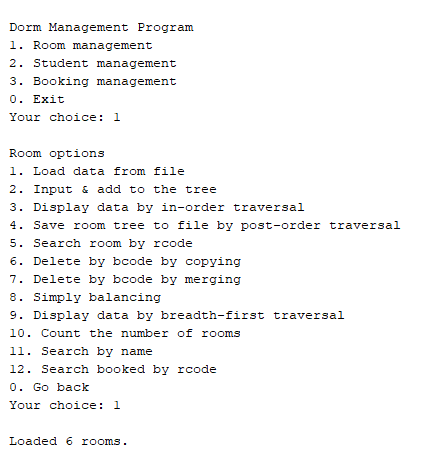 Dorm Management Program
1. Room management
2. Student management
3. Booking management
0. Exit
Your choice: 1
Room options
1. Load data from file
2. Input & add to the tree
3. Display data by in-order traversal
4. Save room tree to file by post-order traversal
5. Search room by rcode
6. Delete by bcode by copying
7. Delete by bcode by merging
8. Simply balancing
9. Display data by breadth-first traversal
10. Count the number of rooms
11. Search by name
12. Search booked by rcode
0. Go back
Your choice: 1
Loaded 6 rooms.